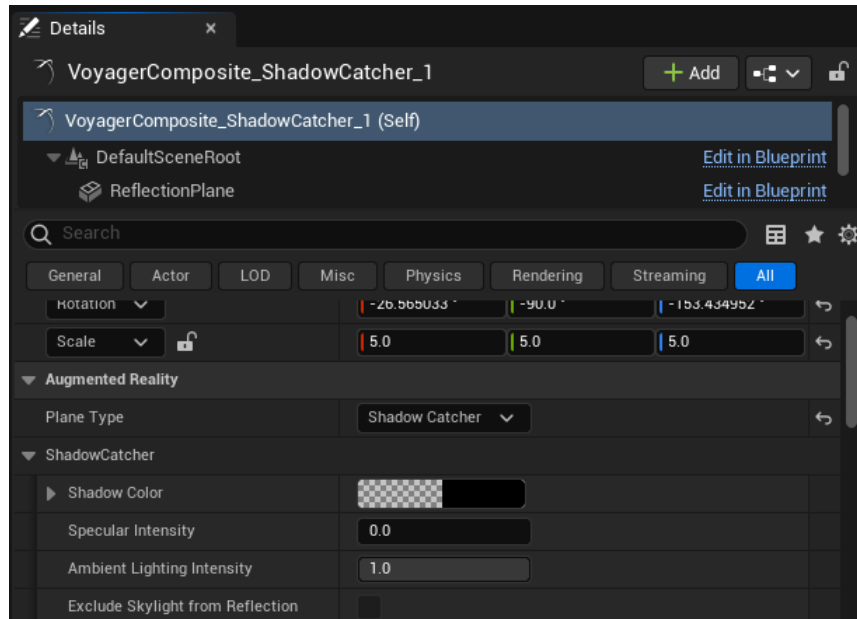 Details ×
VoyagerComposite_ShadowCatcher_1 Add
VoyagerComposite_ShadowCatcher_1 (Self)
DefaultSceneRoot Edit in Blueprint
ReflectionPlane Edit in Blueprint
Search
General Actor LOD Misc Physics Rendering Streaming All
Rotation -26.565033 ° -90.0 ° -153.434952 °
Scale 5.0 5.0 5.0
Augmented Reality
Plane Type Shadow Catcher
ShadowCatcher
Shadow Color
Specular Intensity 0.0
Ambient Lighting Intensity 1.0
Exclude Skylight from Reflection